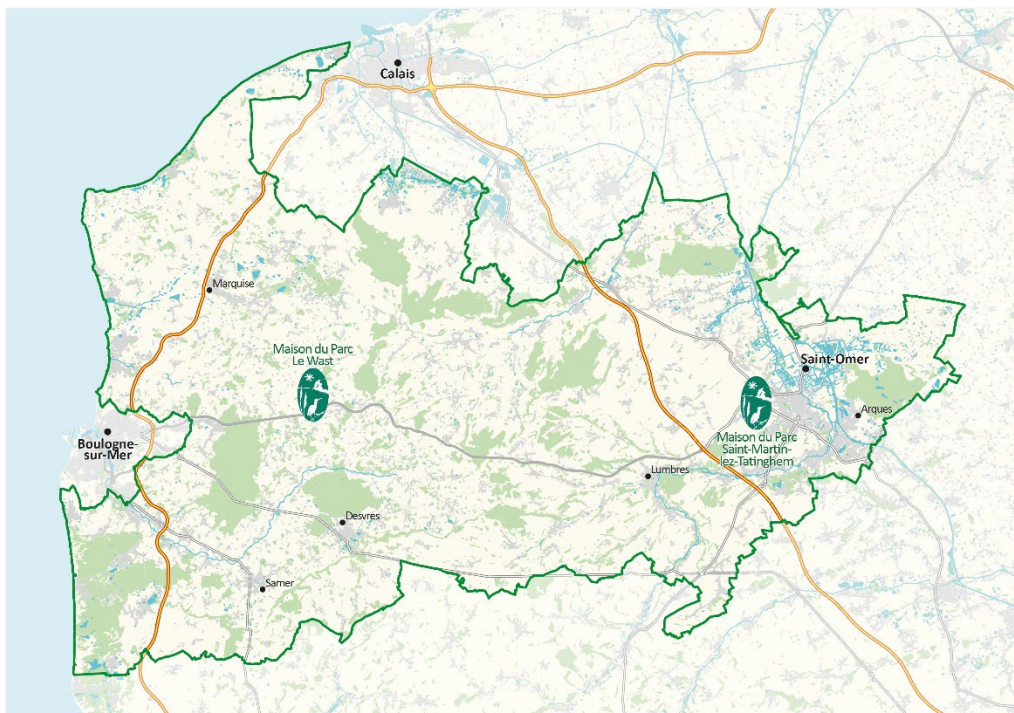 Calais
Marquise
Maison du Parc
Le Wast
Saint-Omer
Arques
Boulogne-
sur-Mer
Maison du Parc
Saint-Martin-
lez-Tatinghem
Lumbres
Desvres
Samer